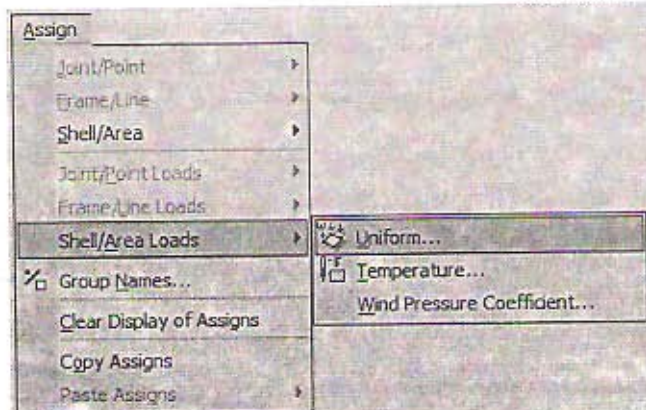 Assign
Joint/Point
Frame/Line
Shell/Area
Joint/Point Loads
Frame/Line Loads
Shell/Area Loads
Uniform...
Temperature...
Wind Pressure Coefficient...
Group Names...
Clear Display of Assigns
Copy Assigns
Paste Assigns